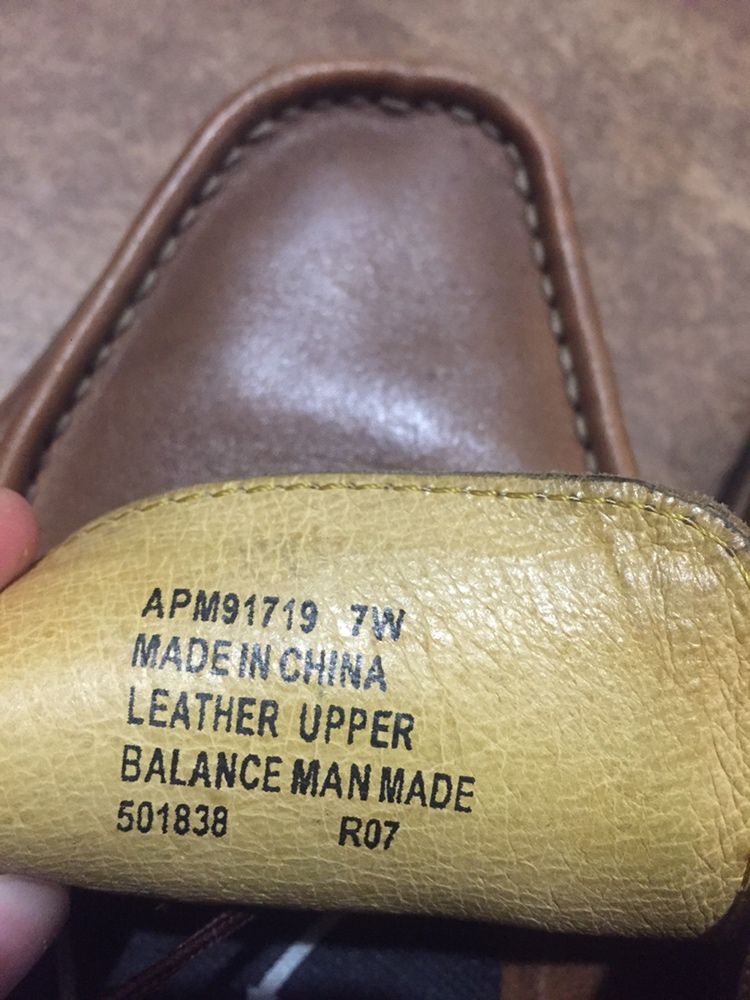 APM91719 7W
MADE IN CHINA
LEATHER UPPER
BALANCE MAN MADE
501838 R07